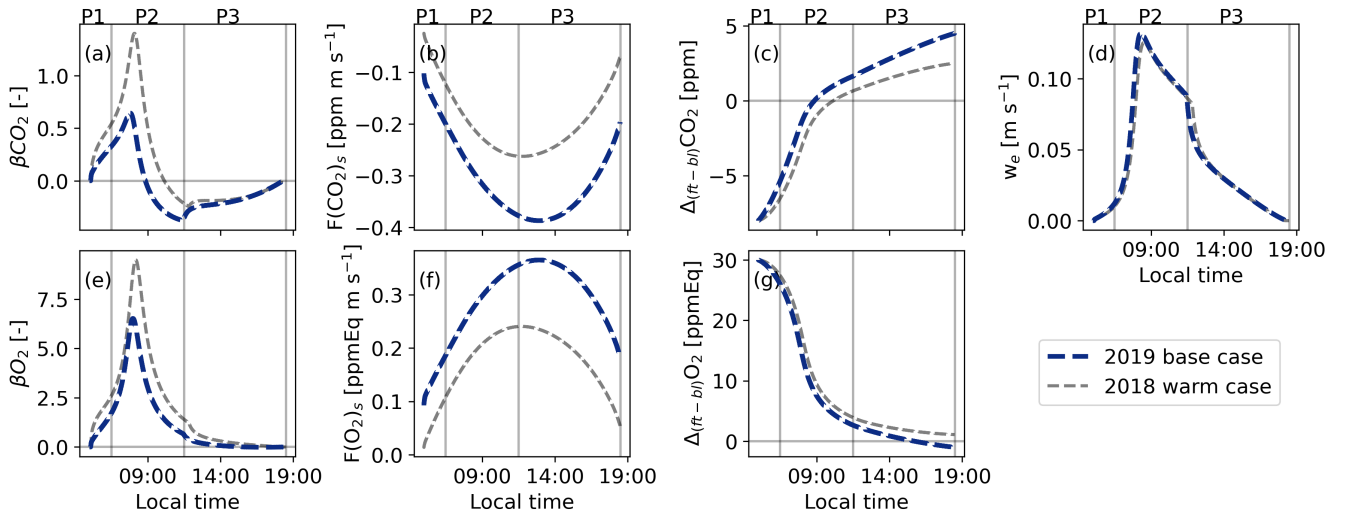 P1 P2 P3
(a)
βCO2 [-]
1.0
0.5
0.0
P1 P2 P3
(b)
F(CO2)s [ppm m s−1]
−0.1
−0.2
−0.3
−0.4
P1 P2 P3
(c)
Δ(ft − bl)CO2 [ppm]
5
0
−5
P1 P2 P3
(d)
we [m s−1]
0.10
0.05
0.00
09:00 14:00 19:00
Local time
(e)
βO2 [-]
7.5
5.0
2.5
0.0
09:00 14:00 19:00
Local time
(f)
F(O2)s [ppmEq m s−1]
0.3
0.2
0.1
0.0
09:00 14:00 19:00
Local time
(g)
Δ(ft − bl)O2 [ppmEq]
30
20
10
0
09:00 14:00 19:00
Local time
2019 base case
2018 warm case